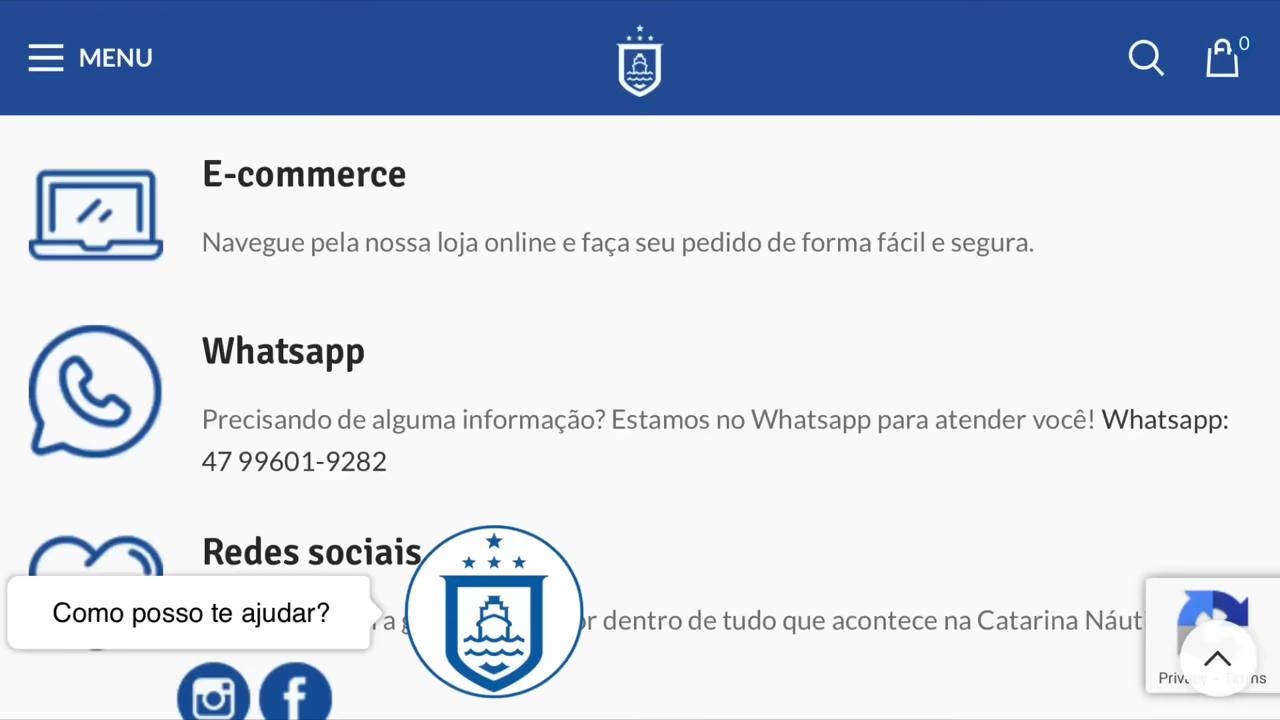 MENU
0
E-commerce
Navegue pela nossa loja online e faça seu pedido de forma fácil e segura.
Whatsapp
Precisando de alguma informação? Estamos no Whatsapp para atender você! Whatsapp:
47 99601-9282
Redes sociais
Como posso te ajudar?
dentro de tudo que acontece na Catarina
Privacy - Terms